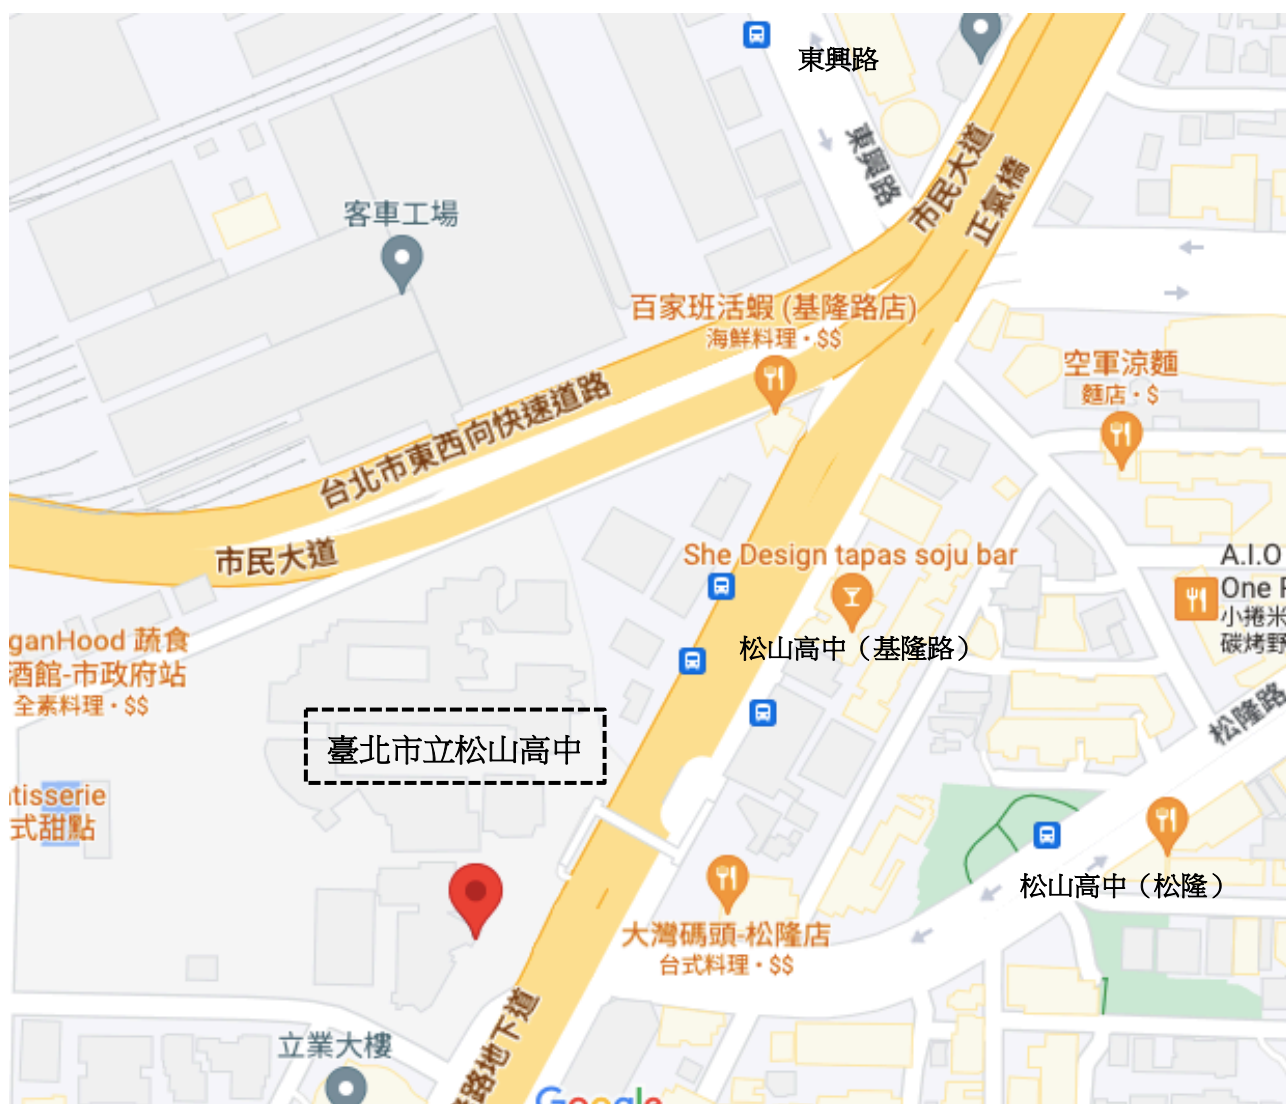 東興路
東興路
市民大道
正氣橋
客車工場
百家班活蝦 (基隆路店)
海鮮料理・$$
空軍涼麵
麵店・$
台北市東西向快速道路
市民大道
She Design tapas soju bar
A.I.O
One
小捲米
碳烤野
ganHood 蔬食
酒館-市政府站
全素料理・$$
松山高中（基隆路）
松隆路
臺北市立松山高中
tisserie
式甜點
松山高中（松隆）
大灣碼頭-松隆店
台式料理・$$
立業大樓
路地下道
Google